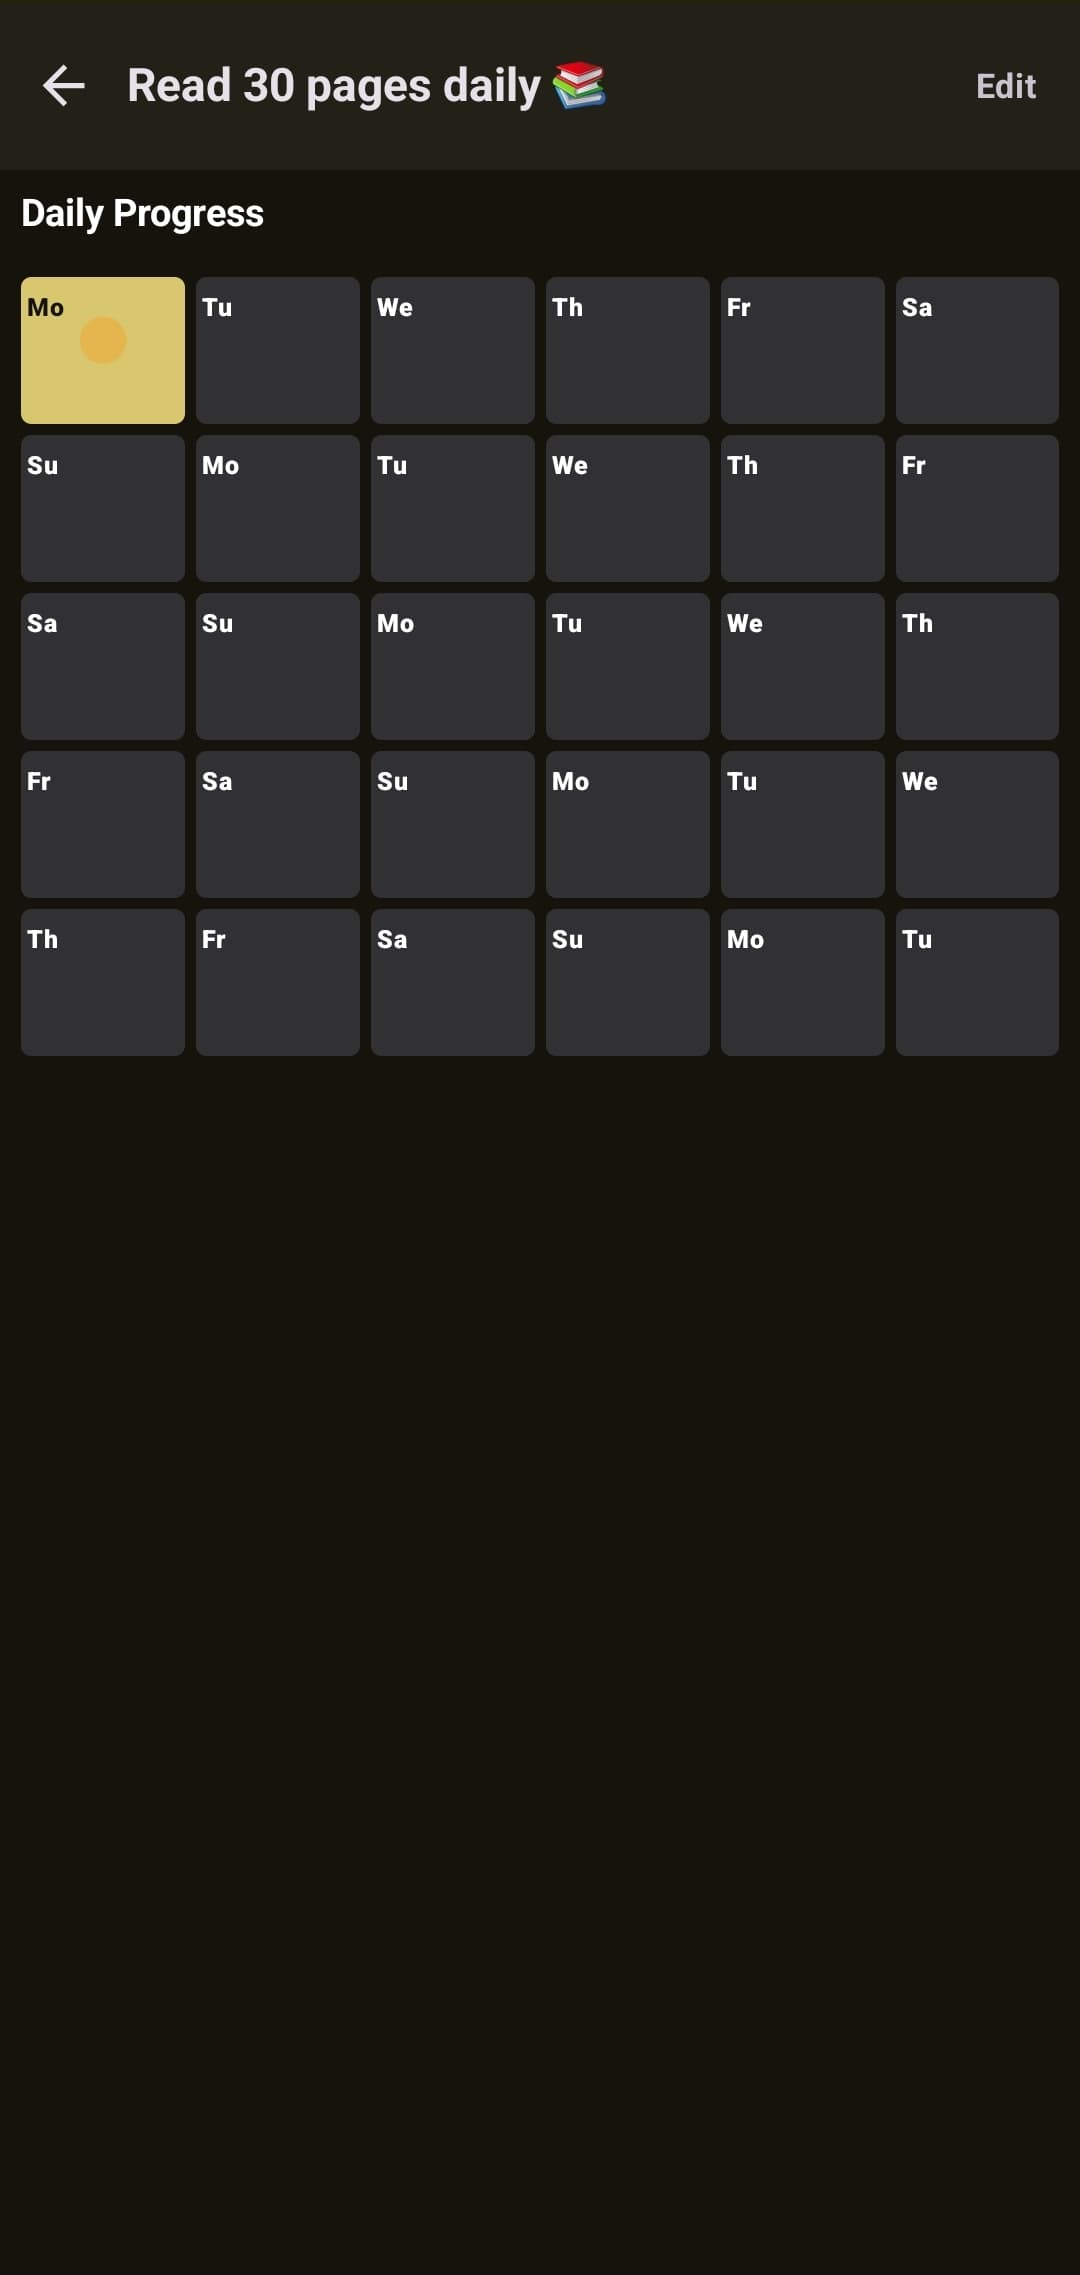 Read 30 pages daily 📚 Edit
Daily Progress
Mo Tu We Th Fr Sa
Su Mo Tu We Th Fr
Sa Su Mo Tu We Th
Fr Sa Su Mo Tu We
Th Fr Sa Su Mo Tu